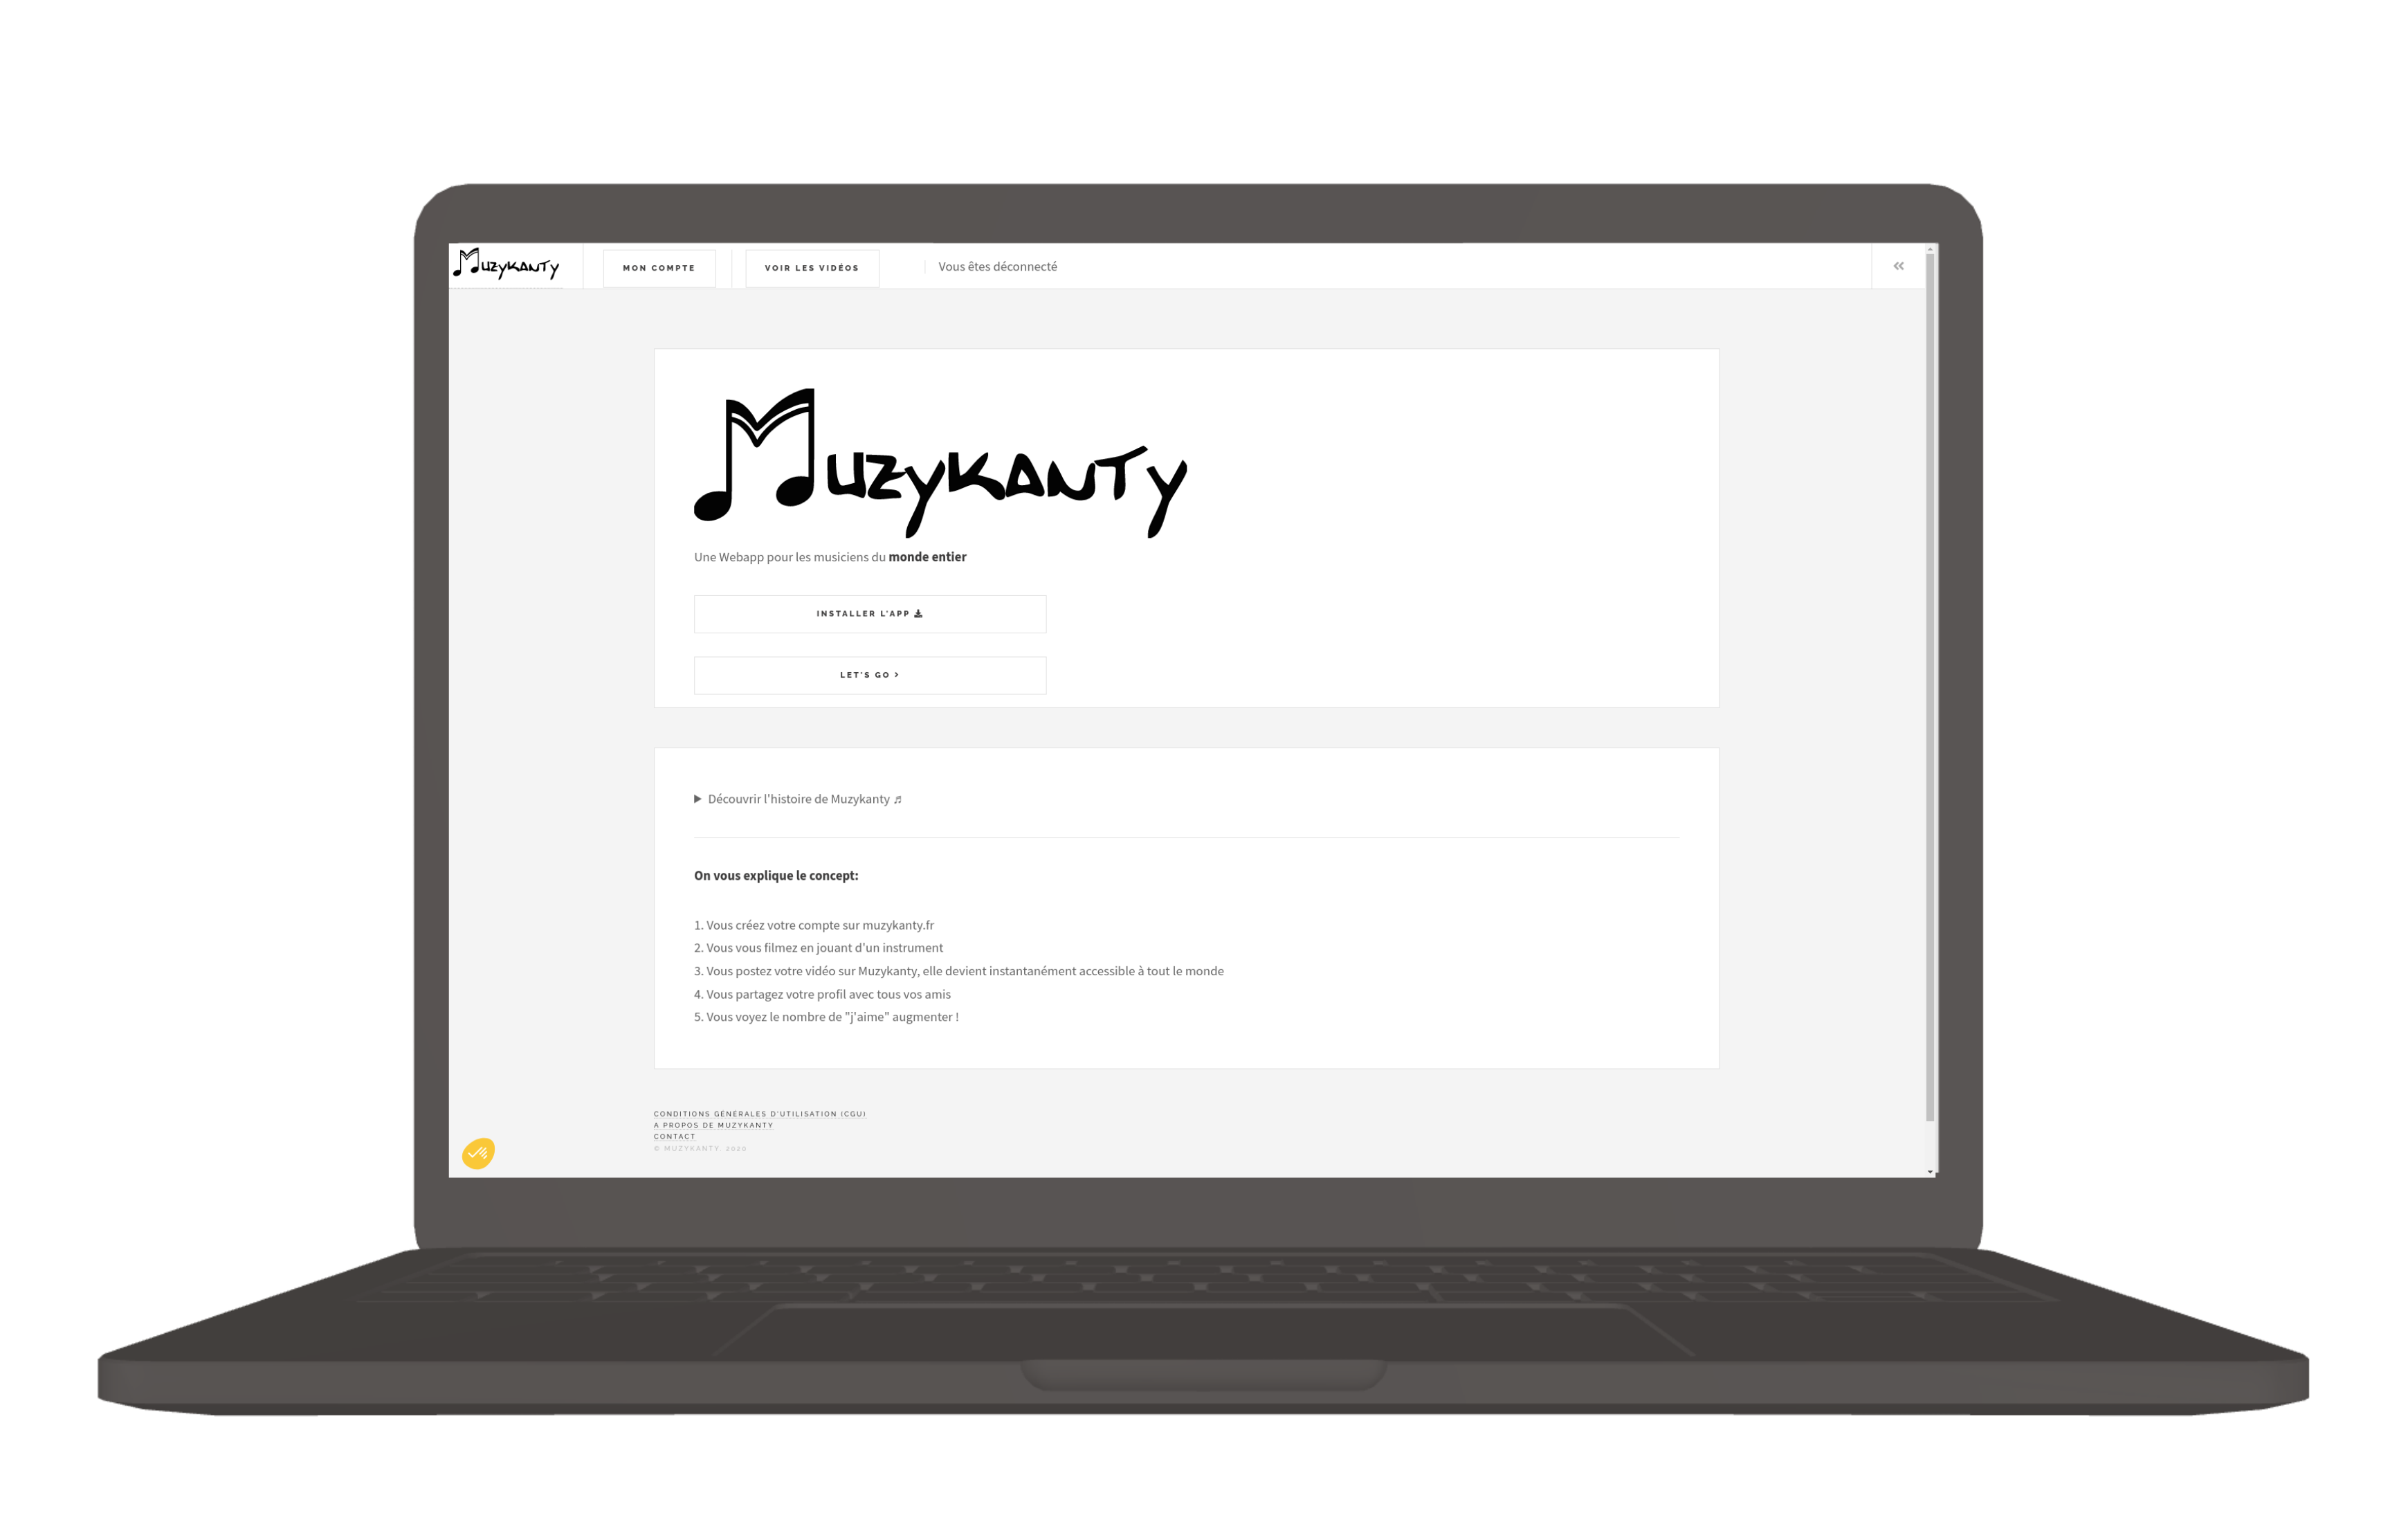 Muzykanty
MON COMPTE
VOIR LES VIDÉOS
Vous êtes déconnecté
Muzykanty
Une Webapp pour les musiciens du monde entier
INSTALLER L'APP
LET'S GO
Découvrir l'histoire de Muzykanty ♬
On vous explique le concept:
1. Vous créez votre compte sur muzykanty.fr
2. Vous vous filmez en jouant d'un instrument
3. Vous postez votre vidéo sur Muzykanty, elle devient instantanément accessible à tout le monde
4. Vous partagez votre profil avec tous vos amis
5. Vous voyez le nombre de "j'aime" augmenter !
CONDITIONS GÉNÉRALES D'UTILISATION (CGU)
A PROPOS DE MUZYKANTY
CONTACT
© MUZYKANTY. 2020